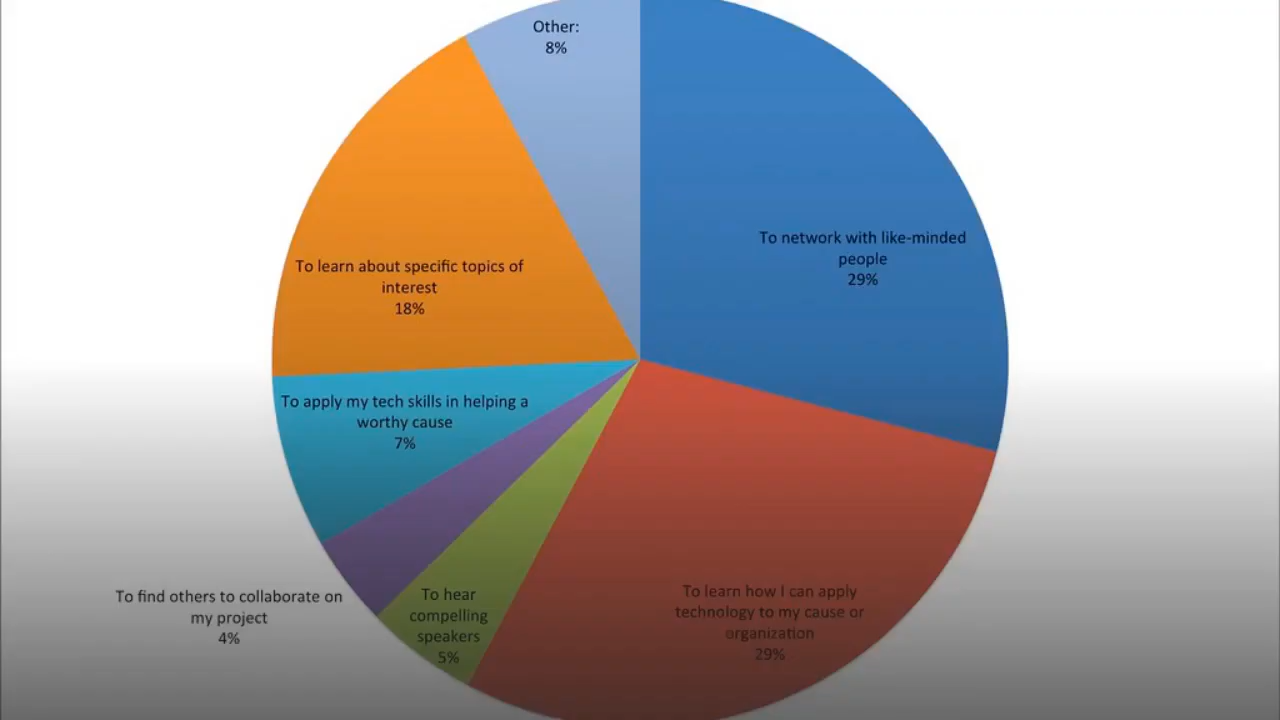 Other:
8%
To network with like-minded
people
29%
To learn about specific topics of
interest
18%
To apply my tech skills in helping a
worthy cause
7%
To find others to collaborate on
my project
4%
To hear
compelling
speakers
5%
To learn how I can apply
technology to my cause or
organization
29%